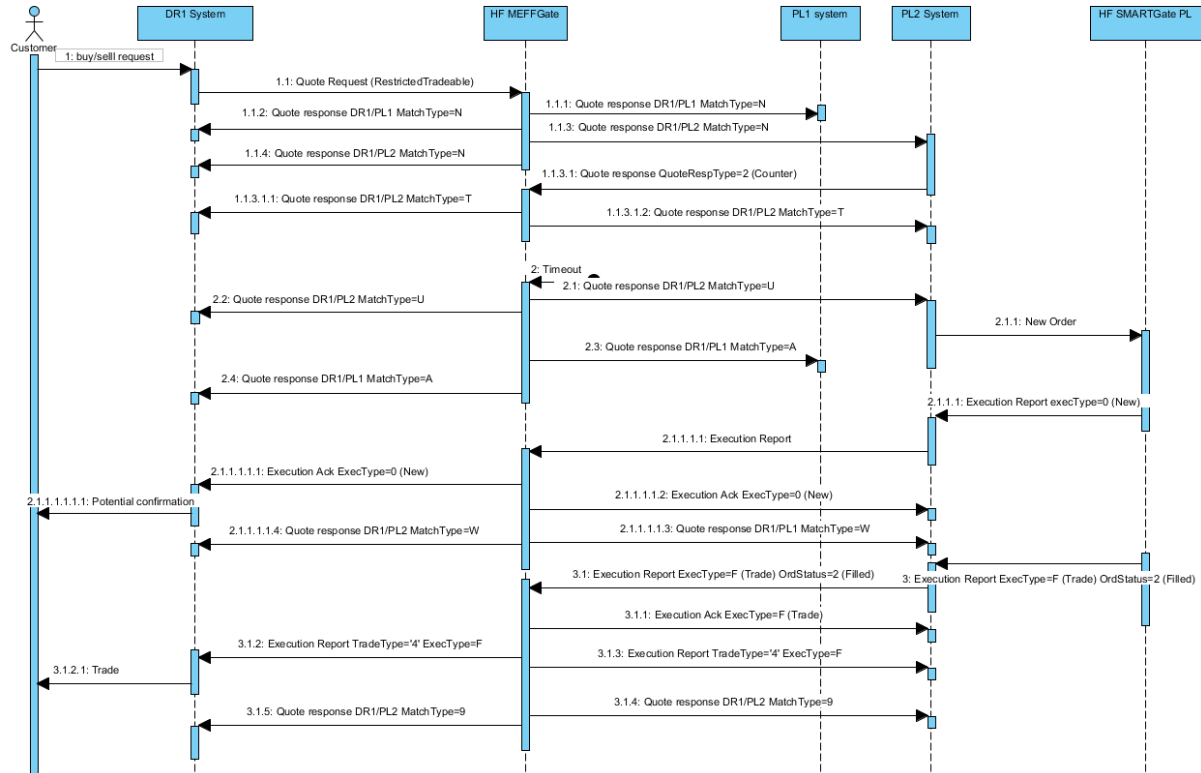 DR1 System
HF MEFFGate
PL1 system
PL2 System
HF SMARTGate PL
Customer
1: buy/selll request
1.1: Quote Request (RestrictedTradeable)
1.1.1: Quote response DR1/PL1 MatchType=N
1.1.2: Quote response DR1/PL1 MatchType=N
1.1.3: Quote response DR1/PL2 MatchType=N
1.1.4: Quote response DR1/PL2 MatchType=N
1.1.3.1: Quote response QuoteRespType=2 (Counter)
1.1.3.1.1: Quote response DR1/PL2 MatchType=T
1.1.3.1.2: Quote response DR1/PL2 MatchType=T
2: Timeout
2.1: Quote response DR1/PL2 MatchType=U
2.2: Quote response DR1/PL2 MatchType=U
2.1.1: New Order
2.3: Quote response DR1/PL1 MatchType=A
2.4: Quote response DR1/PL1 MatchType=A
2.1.1.1: Execution Report execType=0 (New)
2.1.1.1.1: Execution Report
2.1.1.1.1.1: Execution Ack ExecType=0 (New)
2.1.1.1.1.2: Execution Ack ExecType=0 (New)
2.1.1.1.1.1.1: Potential confirmation
2.1.1.1.1.4: Quote response DR1/PL2 MatchType=W
2.1.1.1.1.3: Quote response DR1/PL1 MatchType=W
3.1: Execution Report ExecType=F (Trade) OrdStatus=2 (Filled)
3: Execution Report ExecType=F (Trade) OrdStatus=2 (Filled)
3.1.1: Execution Ack ExecType=F (Trade)
3.1.2: Execution Report TradeType='4' ExecType=F
3.1.3: Execution Report TradeType='4' ExecType=F
3.1.2.1: Trade
3.1.4: Quote response DR1/PL2 MatchType=9
3.1.5: Quote response DR1/PL2 MatchType=9